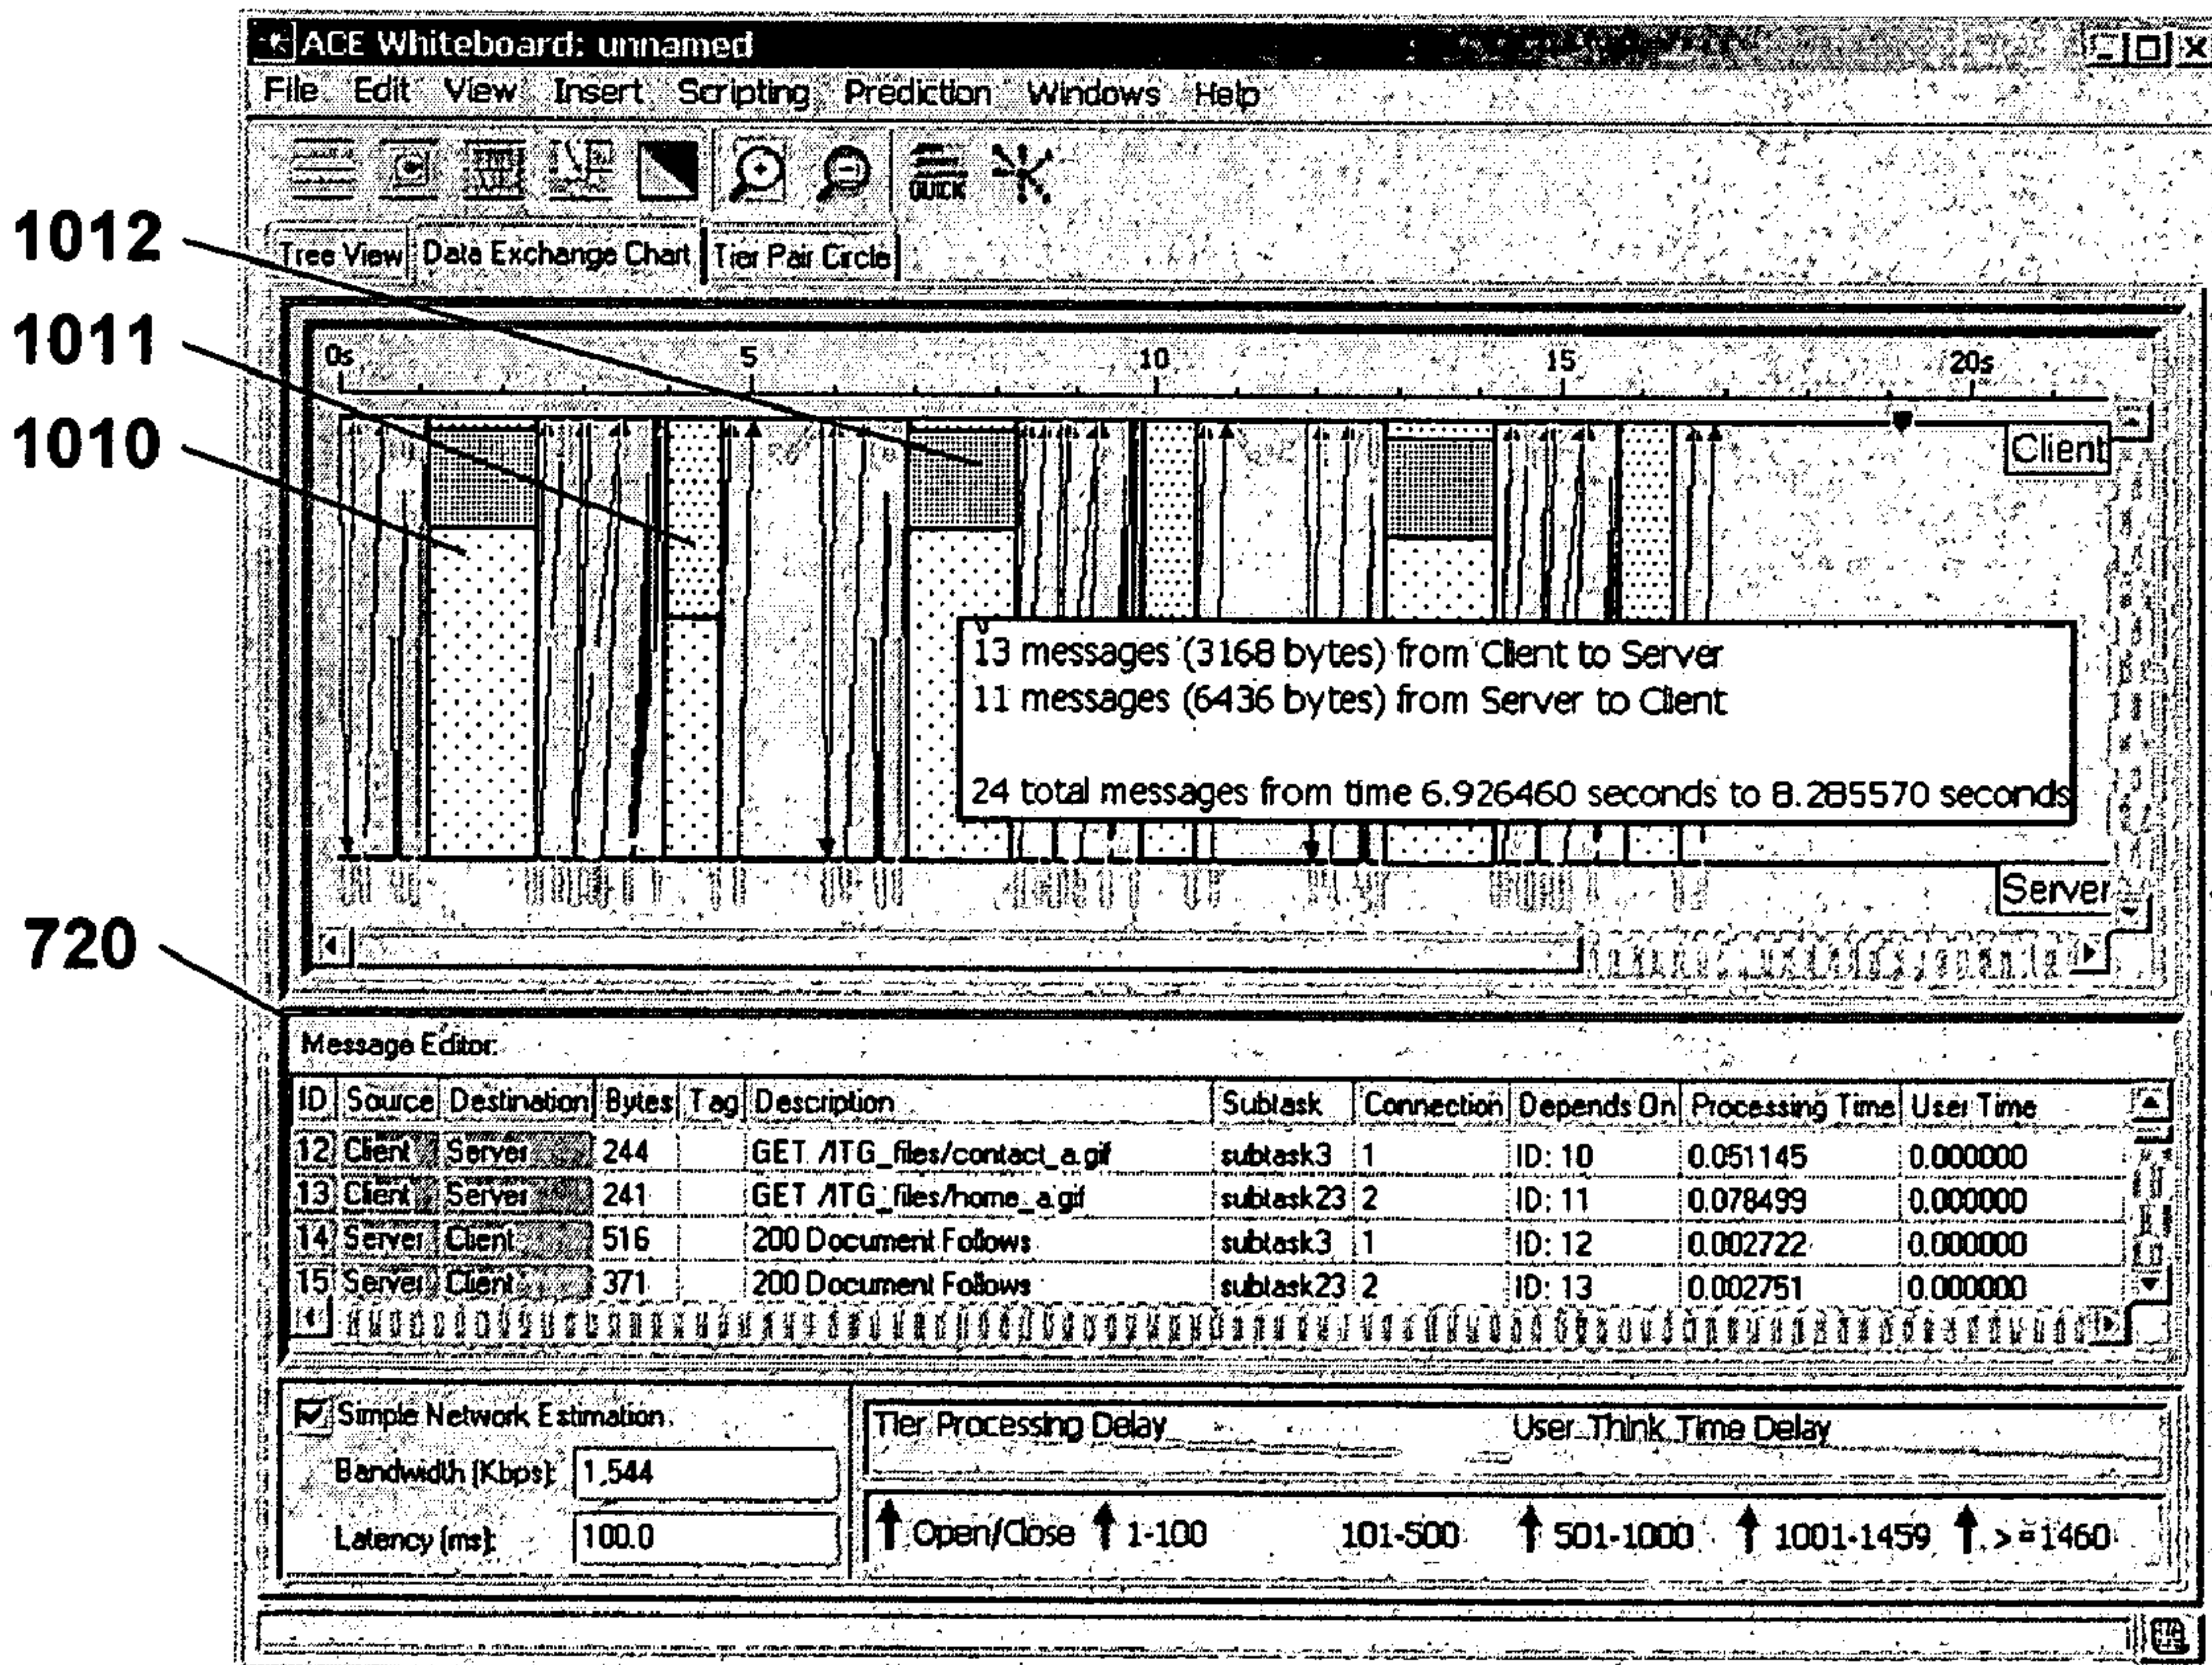 ACE Whiteboard: unnamed
File Edit View Insert Scripting Prediction Windows Help
QUICK
1012
Tree View Data Exchange Chart Tier Pair Circle
1011
0s 5 10 15 20s
1010
Client
13 messages (3168 bytes) from Client to Server
11 messages (6436 bytes) from Server to Client
24 total messages from time 6.926460 seconds to 8.285570 seconds
Server
720
Message Editor:
ID Source Destination Bytes Tag Description Subtask Connection Depends On Processing Time User Time
12 Client Server 244 GET /ITG_files/contact_a.gif subtask3 1 ID: 10 0.051145 0.000000
13 Client Server 241 GET /ITG_files/home_a.gif subtask23 2 ID: 11 0.078499 0.000000
14 Server Client 516 200 Document Follows subtask3 1 ID: 12 0.002722 0.000000
15 Server Client 371 200 Document Follows subtask23 2 ID: 13 0.002751 0.000000
Simple Network Estimation
Tier Processing Delay User Think Time Delay
Bandwidth (Kbps): 1,544
Latency (ms): 100.0
Open/Close 1-100 101-500 501-1000 1001-1459 >=1460